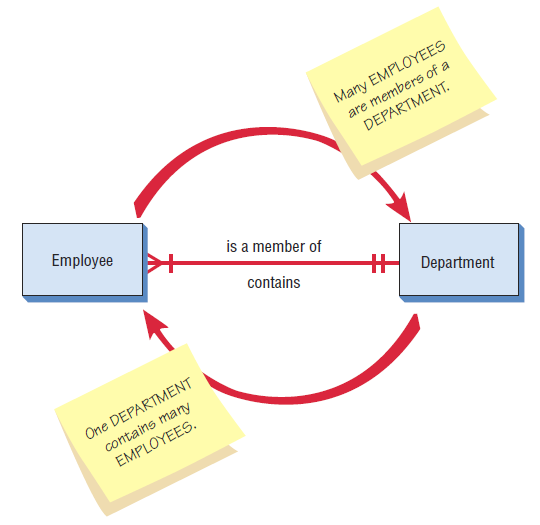 Many EMPLOYEES
are members of a
DEPARTMENT.
Employee
is a member of
contains
Department
One DEPARTMENT
contains many
EMPLOYEES.